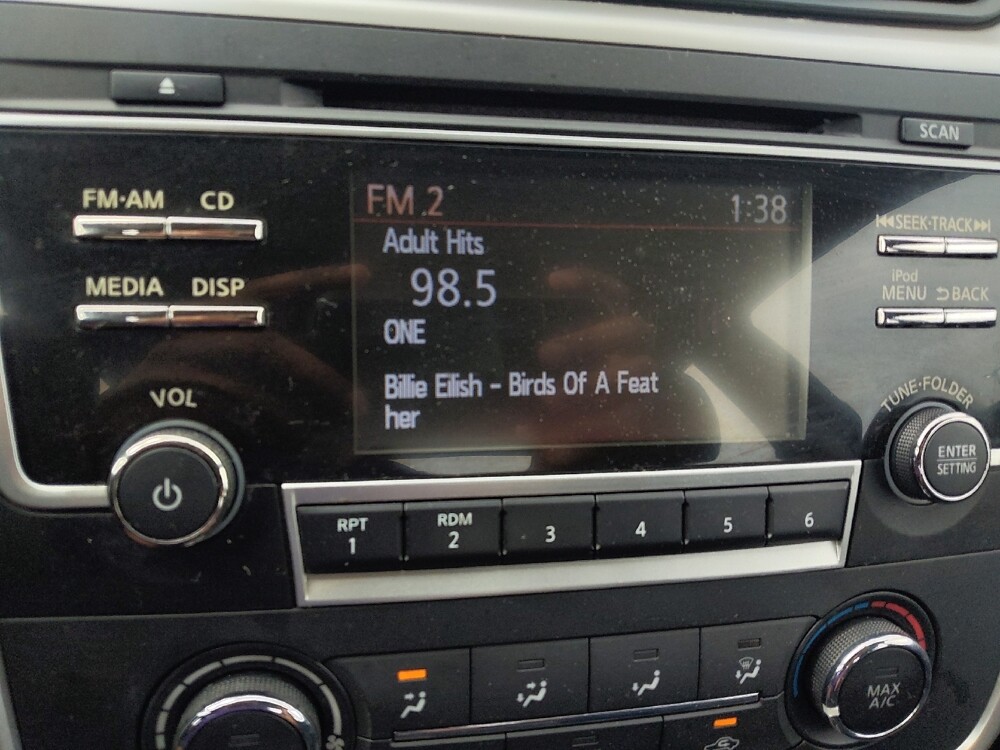 SCAN
FM·AM CD
FM.2 1:38
SEEK·TRACK
Adult Hits
98.5
MEDIA DISP
iPod
MENU BACK
ONE
Billie Eilish - Birds Of A Feat
her
VOL
TUNE·FOLDER
ENTER
SETTING
RPT
1
RDM
2
3
4
5
6
MAX
A/C